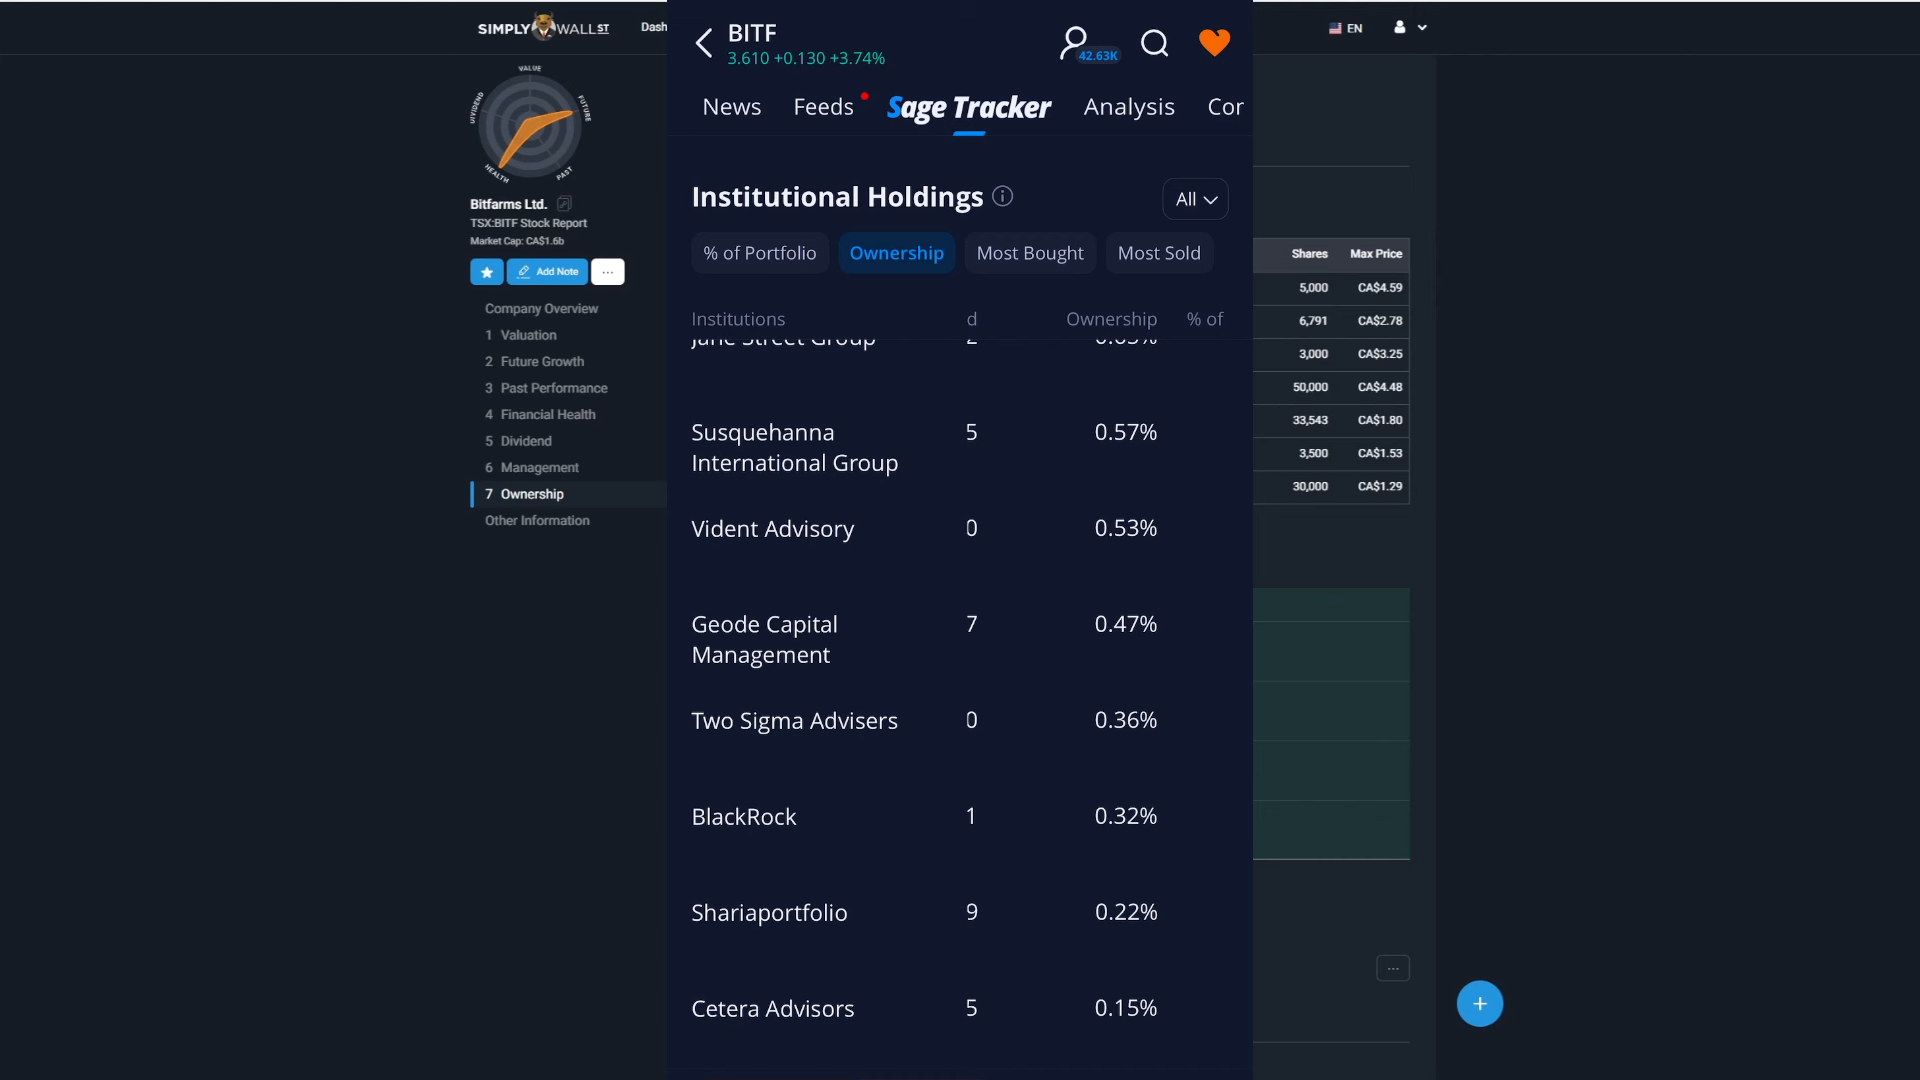 SIMPLY WALL ST
Dash
EN
VALUE
FUTURE
PAST
HEALTH
DIVIDEND
Bitfarms Ltd.
TSX:BITF Stock Report
Market Cap: CA$1.6b
Add Note
Company Overview
1 Valuation
2 Future Growth
3 Past Performance
4 Financial Health
5 Dividend
6 Management
7 Ownership
Other Information
BITF
3.610 +0.130 +3.74%
42.63K
News Feeds Sage Tracker Analysis Cor
Institutional Holdings
All
% of Portfolio Ownership Most Bought Most Sold
Institutions d Ownership % of
Jane Street Group 2
Susquehanna International Group 5 0.57%
Vident Advisory 0 0.53%
Geode Capital Management 7 0.47%
Two Sigma Advisers 0 0.36%
BlackRock 1 0.32%
Shariaportfolio 9 0.22%
Cetera Advisors 5 0.15%
Shares Max Price
5,000 CA$4.59
6,791 CA$2.78
3,000 CA$3.25
50,000 CA$4.48
33,543 CA$1.80
3,500 CA$1.53
30,000 CA$1.29